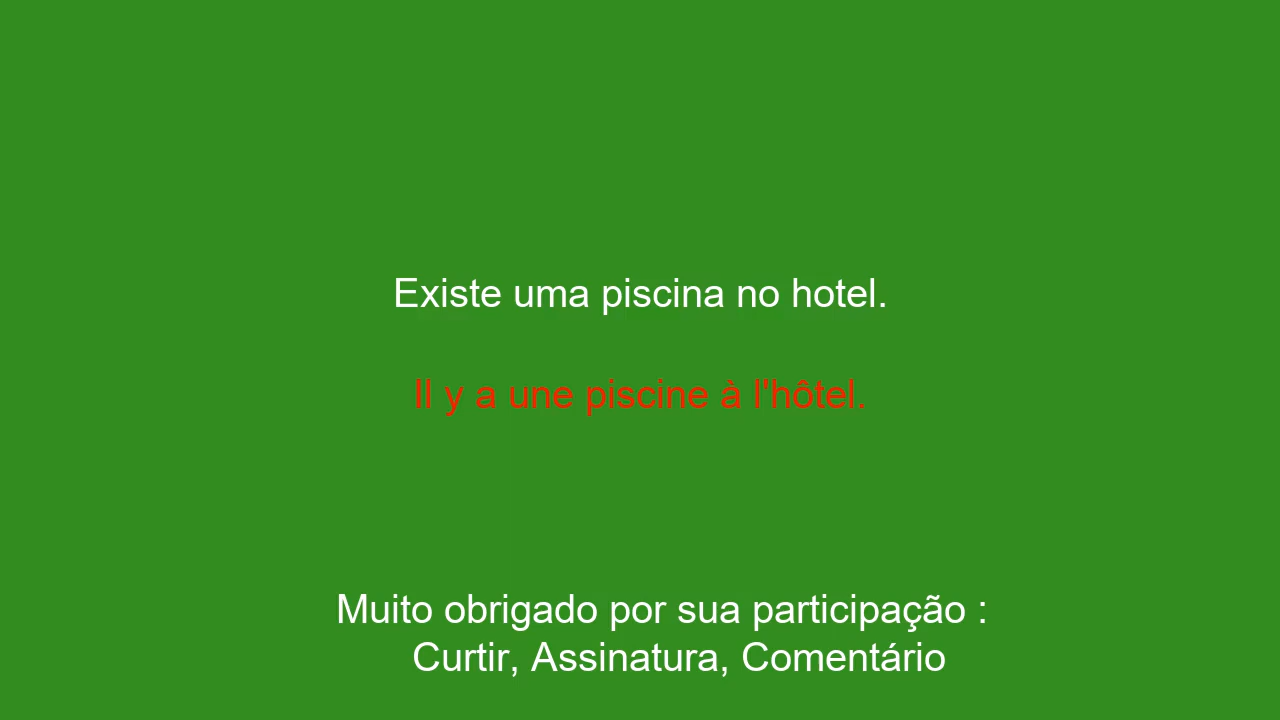 Existe uma piscina no hotel.
Il y a une piscine à l'hôtel.
Muito obrigado por sua participação :
Curtir, Assinatura, Comentário